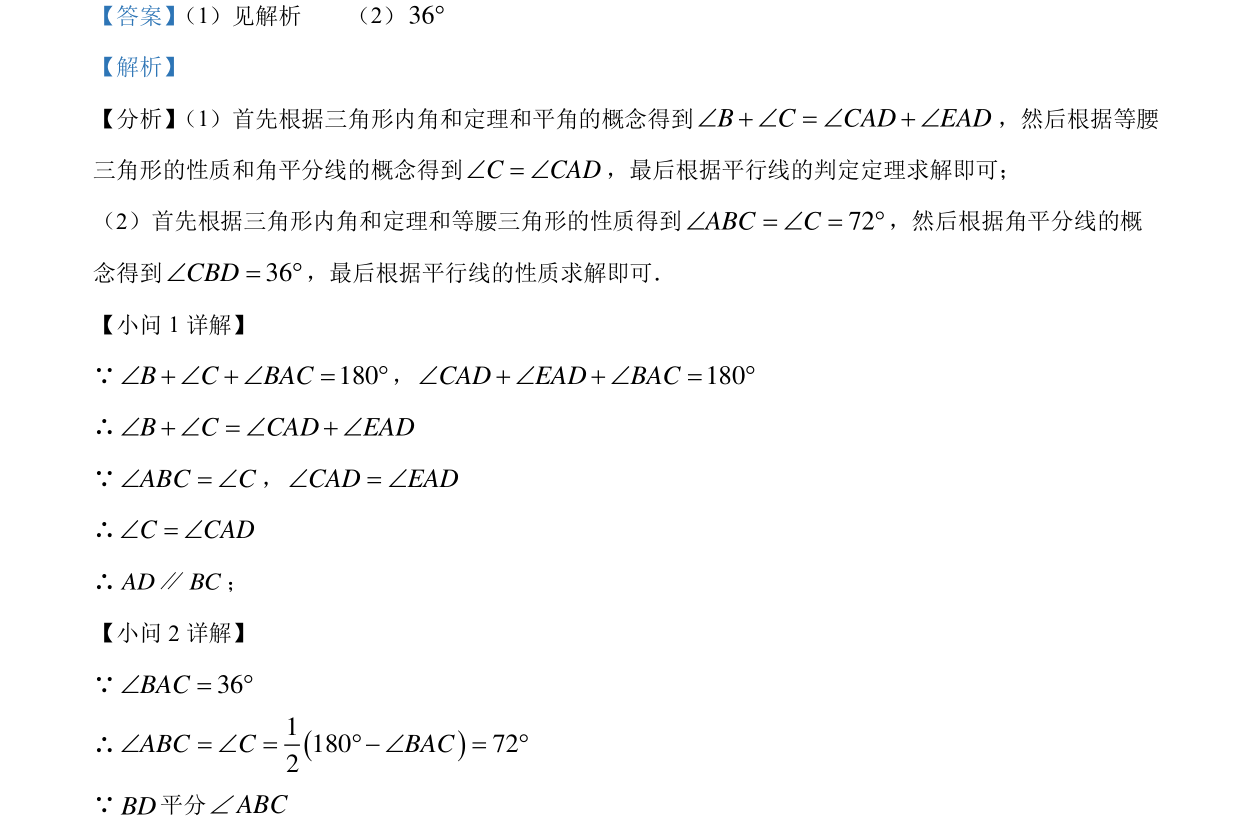 【答案】（1）见解析 （2）36°
【解析】
【分析】（1）首先根据三角形内角和定理和平角的概念得到∠B+∠C=∠CAD+∠EAD，然后根据等腰
三角形的性质和角平分线的概念得到∠C=∠CAD，最后根据平行线的判定定理求解即可；
（2）首先根据三角形内角和定理和等腰三角形的性质得到∠ABC=∠C=72°，然后根据角平分线的概
念得到∠CBD=36°，最后根据平行线的性质求解即可．
【小问 1 详解】
∵∠B+∠C+∠BAC=180°，∠CAD+∠EAD+∠BAC=180°
∴∠B+∠C=∠CAD+∠EAD
∵∠ABC=∠C，∠CAD=∠EAD
∴∠C=∠CAD
∴AD∥BC；
【小问 2 详解】
∵∠BAC=36°
∴∠ABC=∠C=1/2(180°−∠BAC)=72°
∵BD平分∠ABC